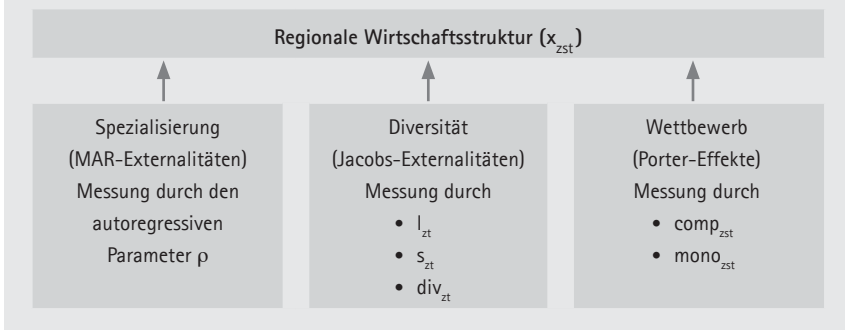 Regionale Wirtschaftsstruktur (x_zst)
Spezialisierung
(MAR-Externalitäten)
Messung durch den
autoregressiven
Parameter ρ
Diversität
(Jacobs-Externalitäten)
Messung durch
• l_zt
• s_zt
• div_zt
Wettbewerb
(Porter-Effekte)
Messung durch
• comp_zst
• mono_zst